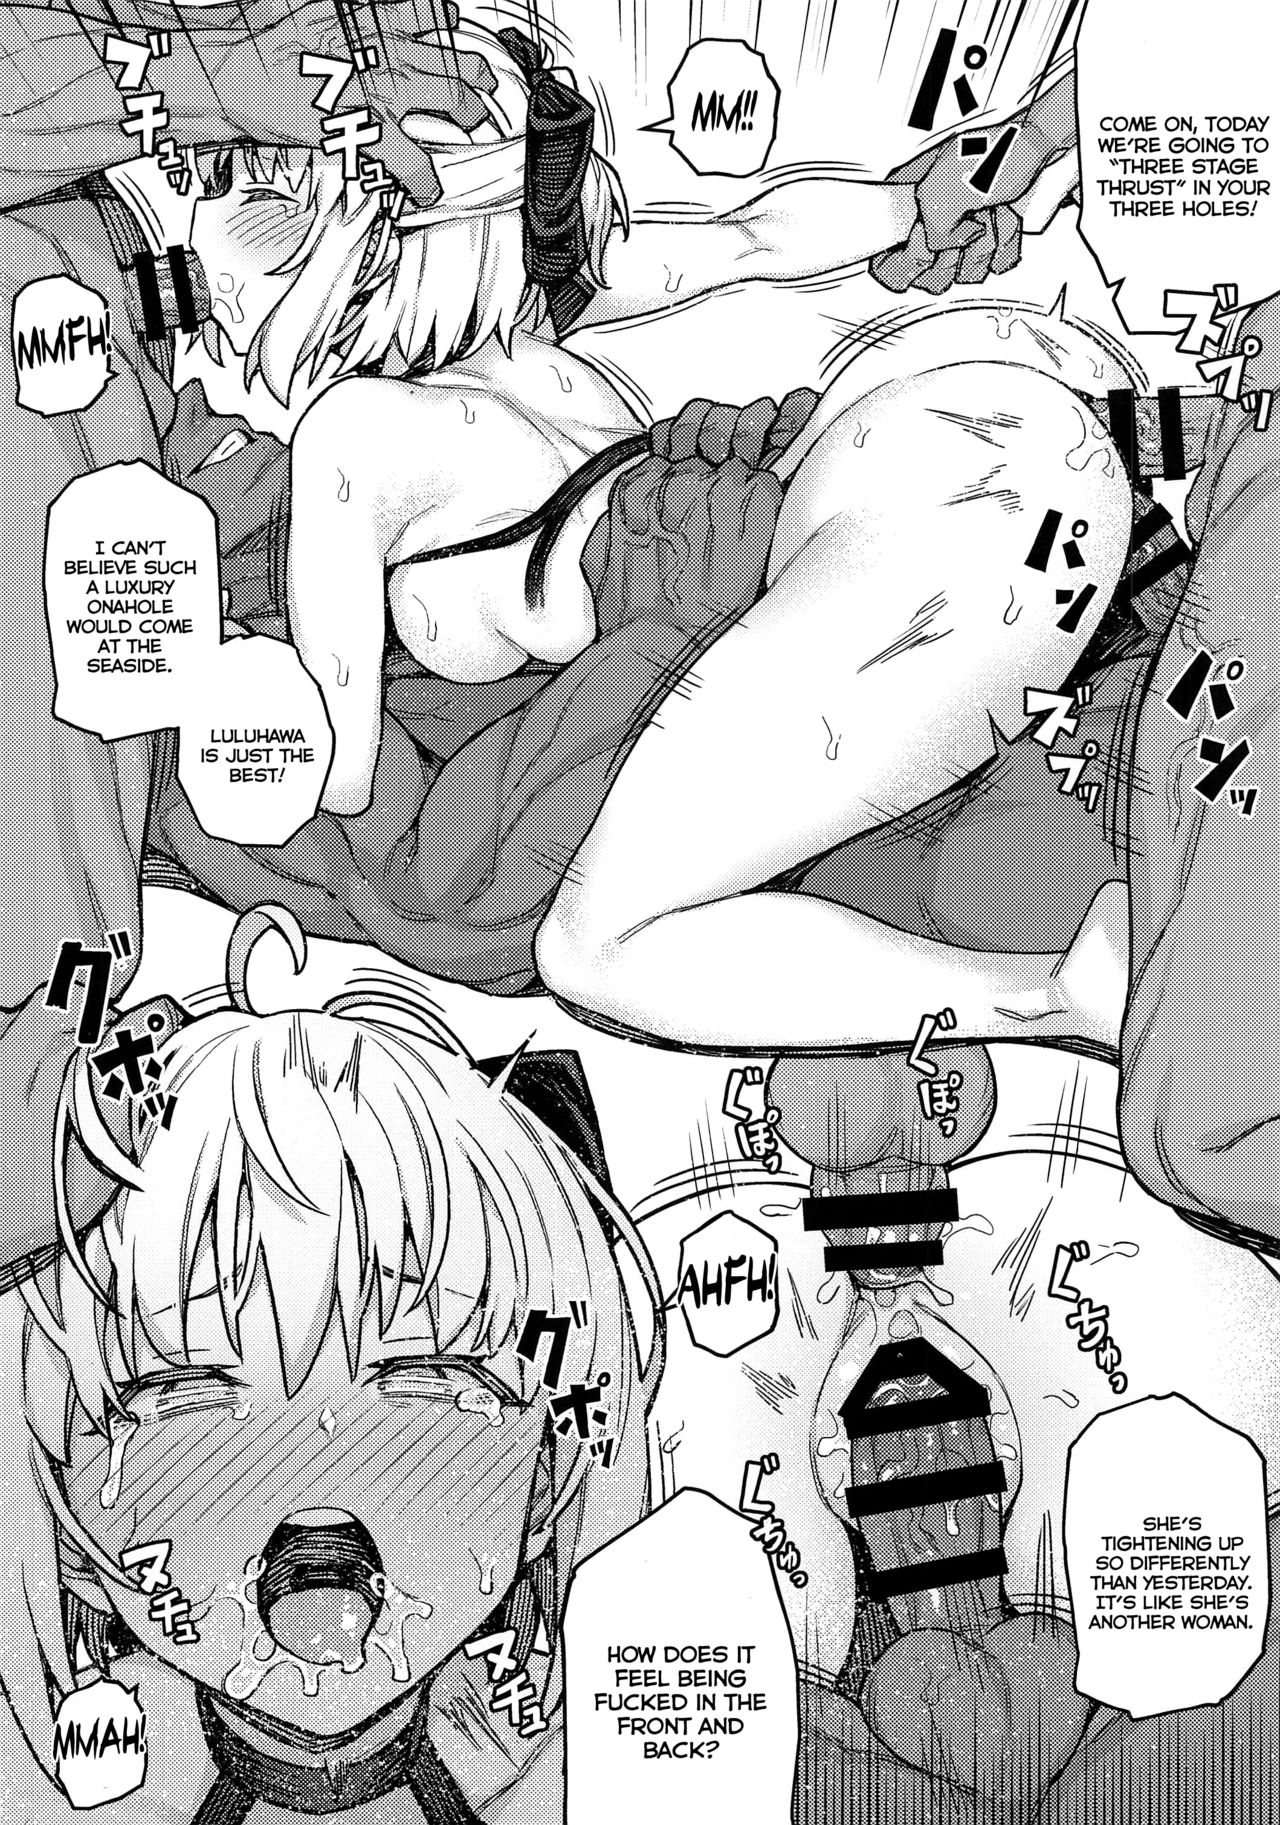 COME ON, TODAY
WE'RE GOING TO
"THREE STAGE
THRUST" IN YOUR
THREE HOLES!
パンッ
MM!!
ブチュッ
ブチュッ
MMFH!
ズプッ
パンッ
パンッ
ズプッ
I CAN'T
BELIEVE SUCH
A LUXURY
ONAHOLE
WOULD COME
AT THE
SEASIDE.
LULUHAWA
IS JUST THE
BEST!
ぐぽっ
ぐぽっ
グポッ
AHFH!
グポッ
ぐちゅっ
ぐちゅっ
SHE'S
TIGHTENING UP
SO DIFFERENTLY
THAN YESTERDAY.
IT'S LIKE SHE'S
ANOTHER WOMAN.
HOW DOES IT
FEEL BEING
FUCKED IN THE
FRONT AND
BACK?
ヌチュ
ヌチュ
MMAH!